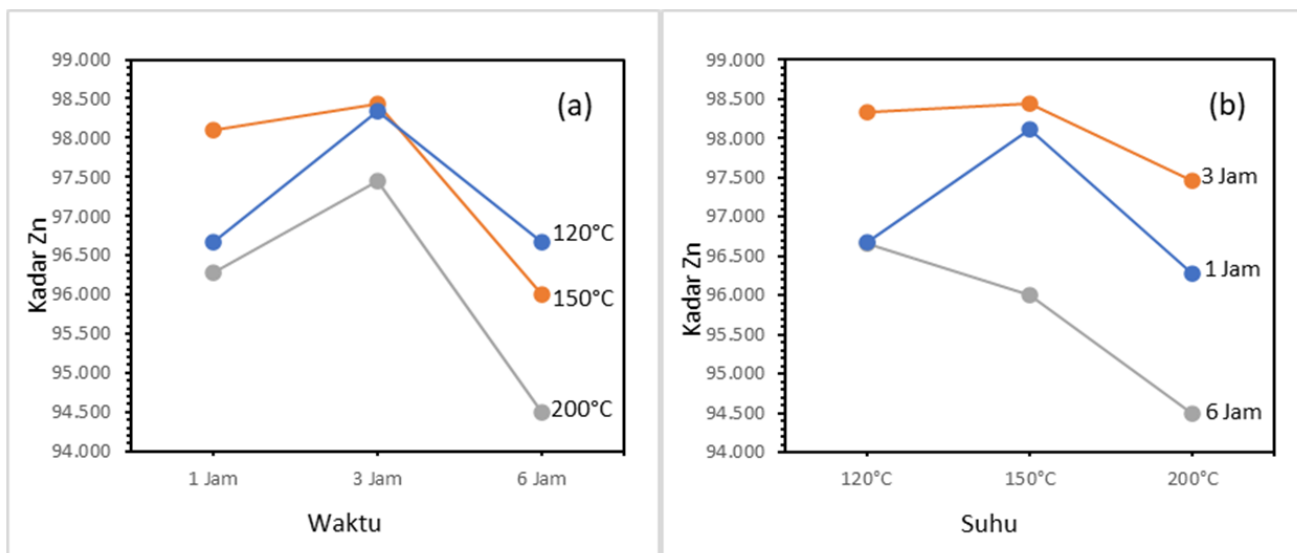 (a)
Kadar Zn
99.000
98.500
98.000
97.500
97.000
96.500
96.000
95.500
95.000
94.500
94.000
120°C
150°C
200°C
1 Jam 3 Jam 6 Jam
Waktu
(b)
Kadar Zn
99.000
98.500
98.000
97.500
97.000
96.500
96.000
95.500
95.000
94.500
94.000
3 Jam
1 Jam
6 Jam
120°C 150°C 200°C
Suhu